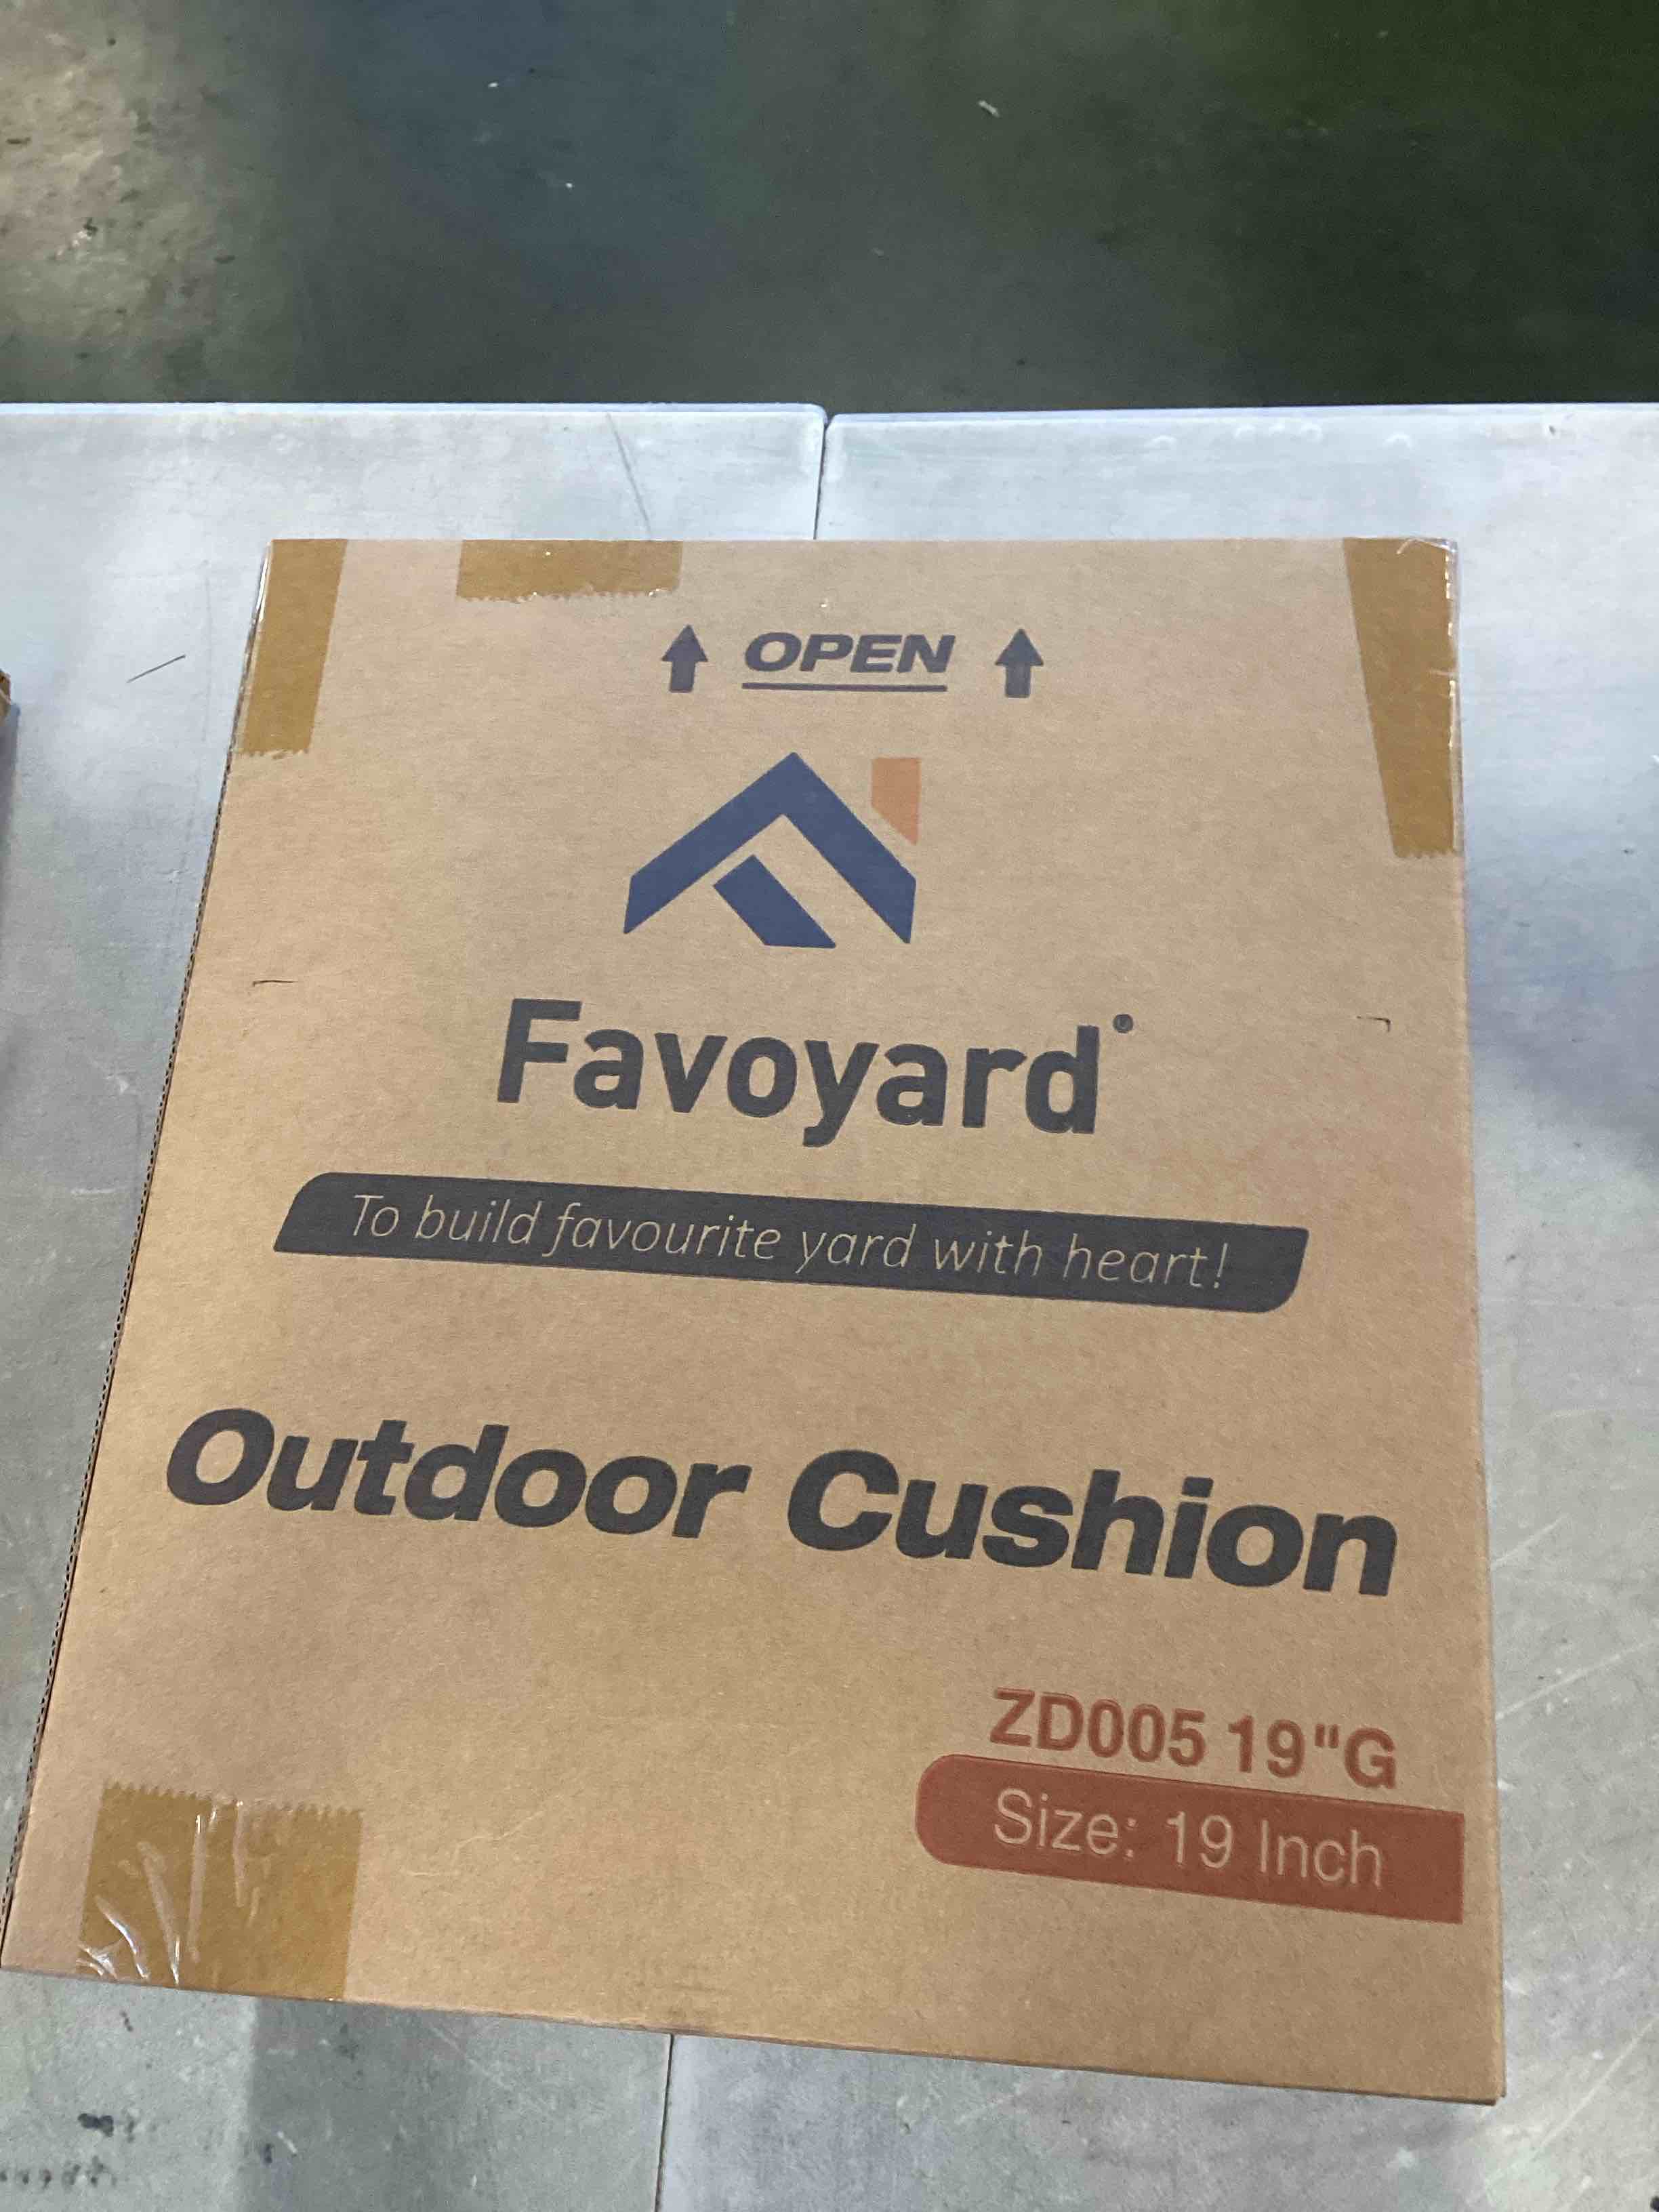 OPEN
Favoyard®
To build favourite yard with heart!
Outdoor Cushion
ZD005 19"G
Size: 19 Inch